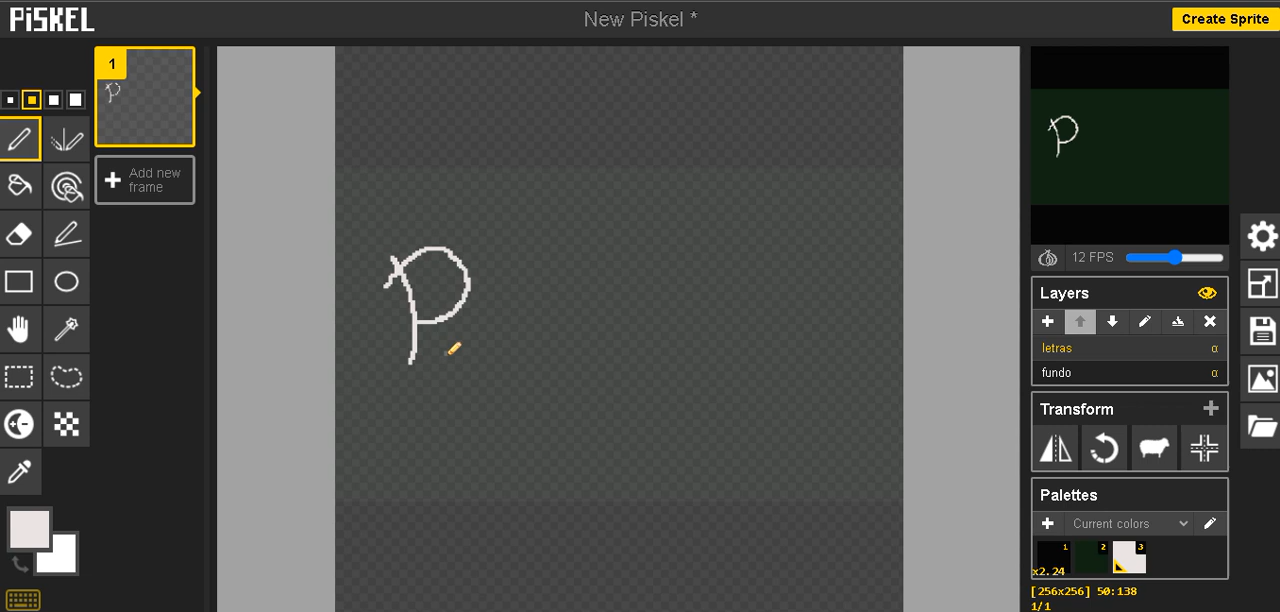 PiSKEL
New Piskel *
Create Sprite
1
Add new
frame
P
P
P
12 FPS
Layers
letras α
fundo α
Transform
Palettes
Current colors
1 2 3
x2.24
[256x256] 50:138
1/1